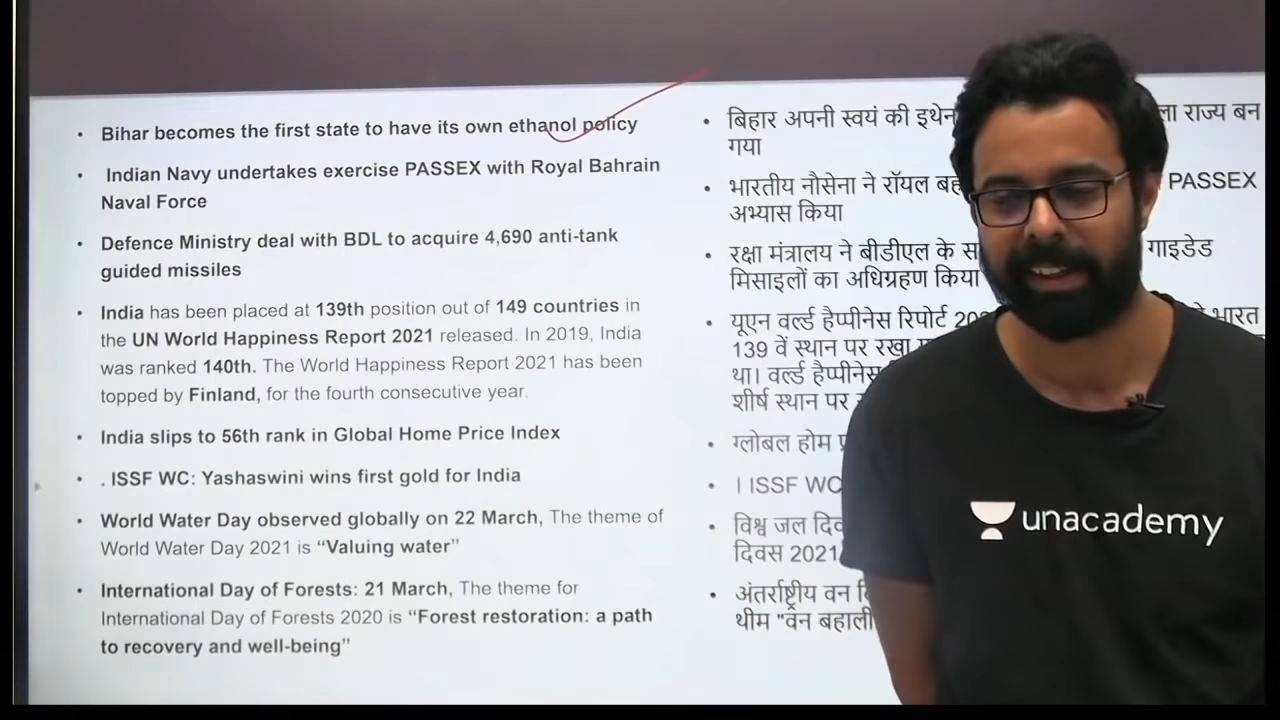 • Bihar becomes the first state to have its own ethanol policy
• Indian Navy undertakes exercise PASSEX with Royal Bahrain
Naval Force
• Defence Ministry deal with BDL to acquire 4,690 anti-tank
guided missiles
• India has been placed at 139th position out of 149 countries in
the UN World Happiness Report 2021 released. In 2019, India
was ranked 140th. The World Happiness Report 2021 has been
topped by Finland, for the fourth consecutive year.
• India slips to 56th rank in Global Home Price Index
• . ISSF WC: Yashaswini wins first gold for India
• World Water Day observed globally on 22 March, The theme of
World Water Day 2021 is “Valuing water”
• International Day of Forests: 21 March, The theme for
International Day of Forests 2020 is “Forest restoration: a path
to recovery and well-being”
• बिहार अपनी स्वयं की राज्य बन
गया
• भारतीय नौसेना ने रॉयल PASSEX
अभ्यास किया
• रक्षा मंत्रालय ने बीडीएल के गाइडेड
मिसाइलों का अधिग्रहण किया
• यूएन वर्ल्ड हैप्पीनेस रिपोर्ट भारत
139 वें स्थान पर रखा
था। वर्ल्ड हैप्पीनेस
शीर्ष स्थान पर
• ग्लोबल होम
• | ISSF WC
• विश्व जल
दिवस 2021
• अंतर्राष्ट्रीय वन
थीम "वन बहाली
unacademy